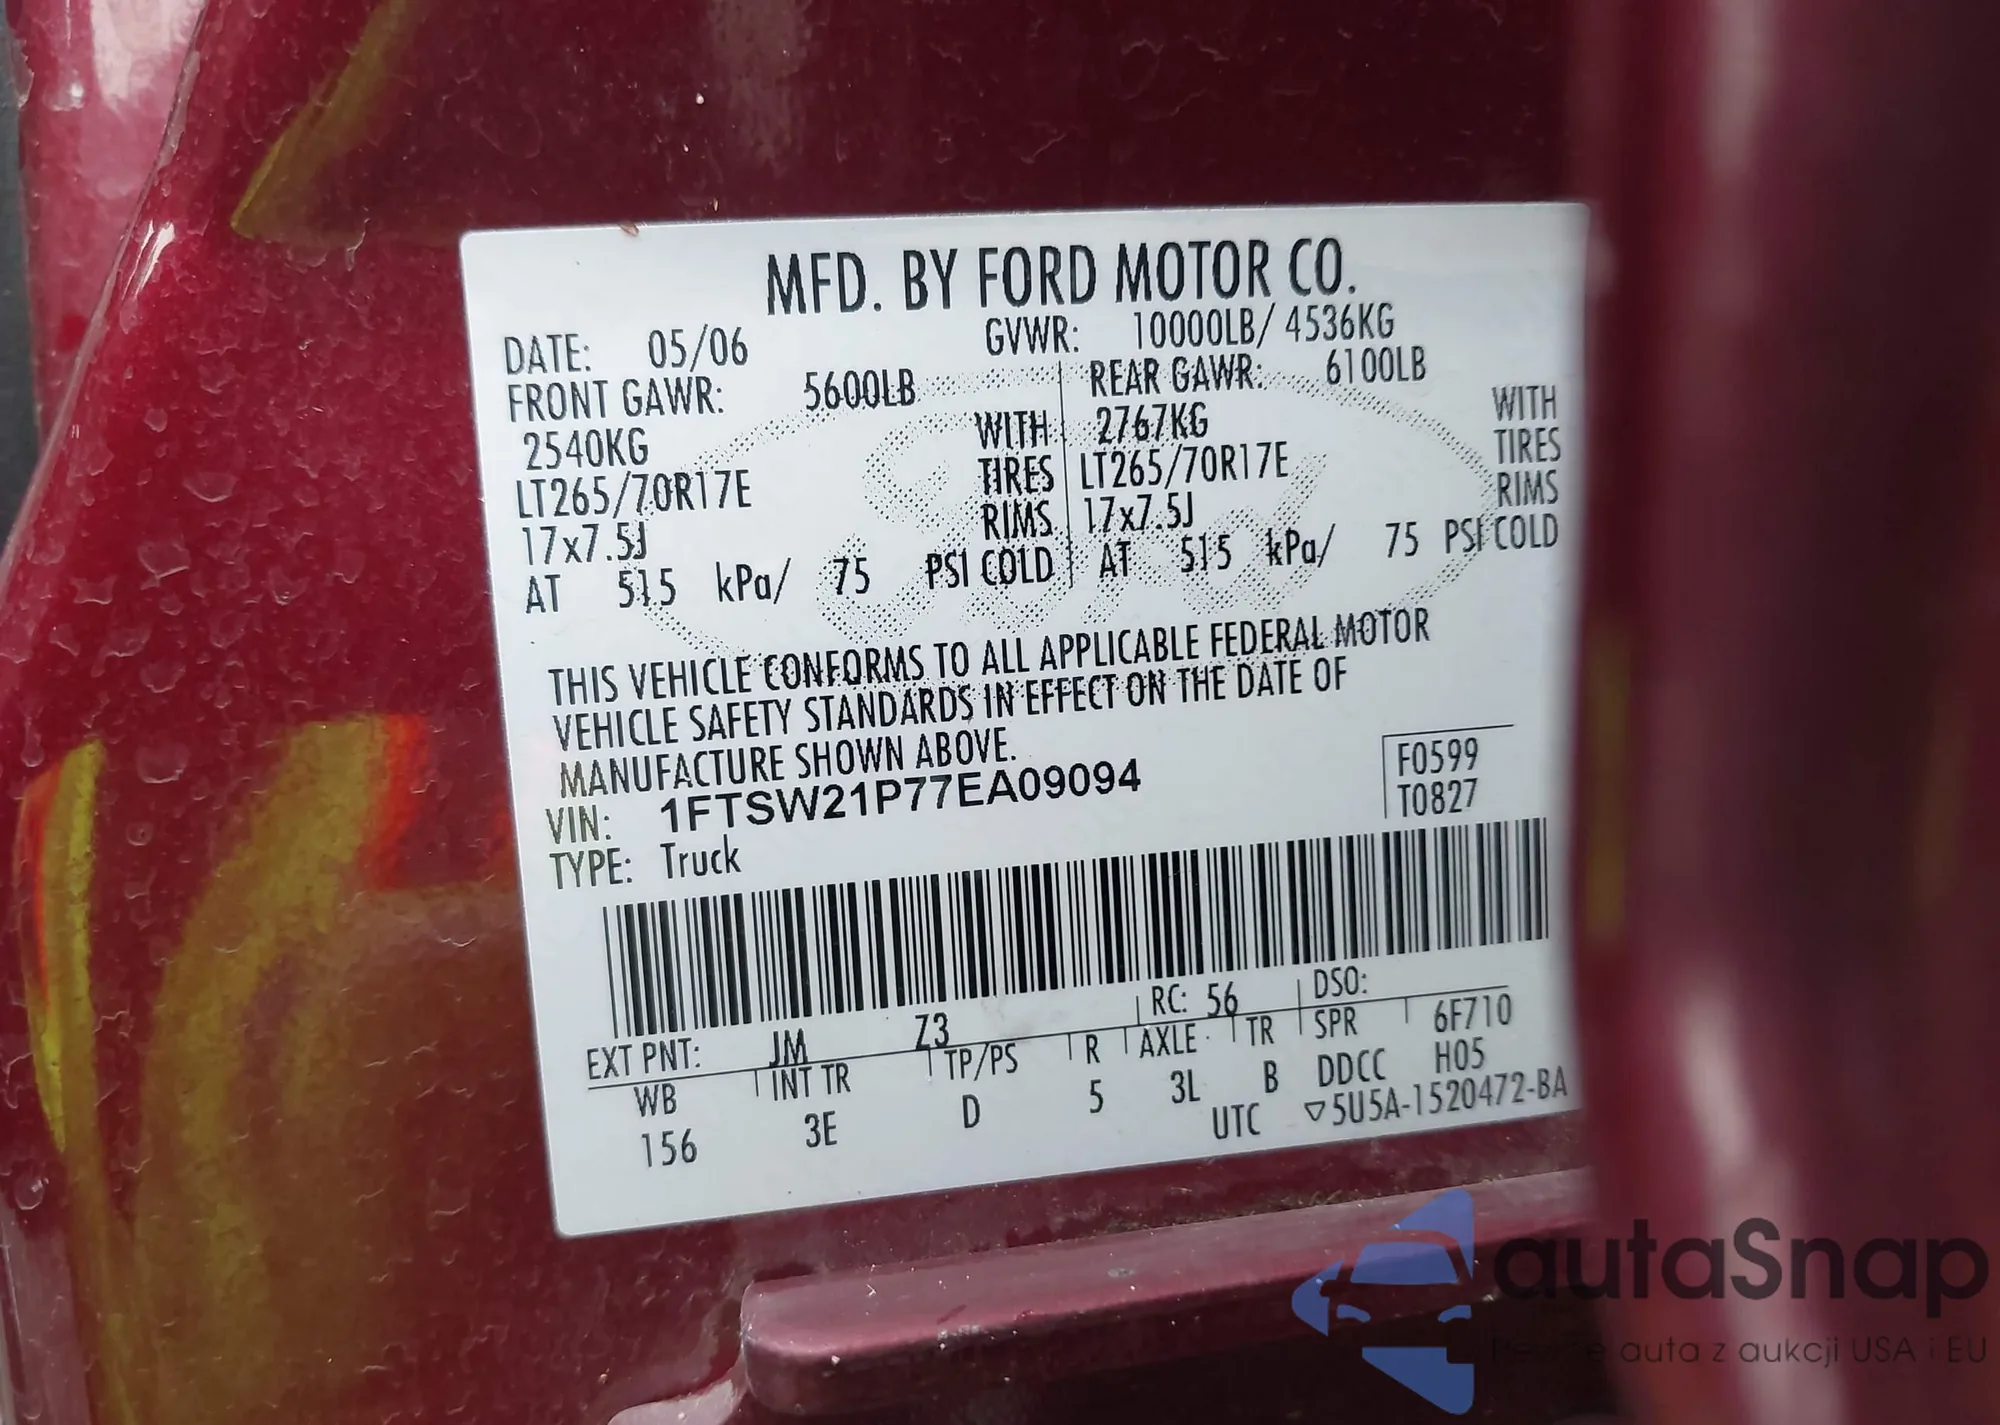 MFD. BY FORD MOTOR CO.
DATE: 05/06 GVWR: 10000LB/ 4536KG
FRONT GAWR: 5600LB REAR GAWR: 6100LB
2540KG WITH 2767KG WITH
LT265/70R17E TIRES LT265/70R17E TIRES
17x7.5J RIMS 17x7.5J RIMS
AT 515 kPa/ 75 PSI COLD AT 515 kPa/ 75 PSI COLD
THIS VEHICLE CONFORMS TO ALL APPLICABLE FEDERAL MOTOR
VEHICLE SAFETY STANDARDS IN EFFECT ON THE DATE OF
MANUFACTURE SHOWN ABOVE.
F0599
VIN: 1FTSW21P77EA09094
T0827
TYPE: Truck
EXT PNT: JM Z3 RC: 56 DSO:
WB INT TR TP/PS R AXLE TR SPR 6F710
156 3E D 5 3L B DDCC H05
UTC ▽5U5A-1520472-BA
autaSnap
auta z aukcji USA i EU